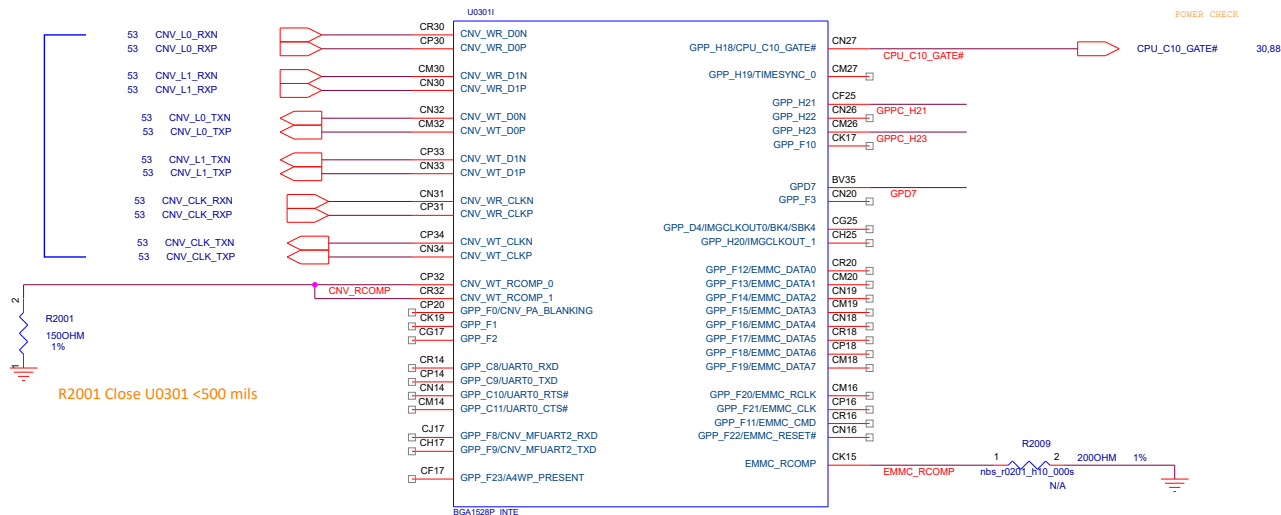 U0301I
POWER CHECK
53 CNV_L0_RXN CR30 CNV_WR_D0N
53 CNV_L0_RXP CP30 CNV_WR_D0P
53 CNV_L1_RXN CM30 CNV_WR_D1N
53 CNV_L1_RXP CN30 CNV_WR_D1P
53 CNV_L0_TXN CN32 CNV_WT_D0N
53 CNV_L0_TXP CM32 CNV_WT_D0P
53 CNV_L1_TXN CP33 CNV_WT_D1N
53 CNV_L1_TXP CN33 CNV_WT_D1P
53 CNV_CLK_RXN CN31 CNV_WR_CLKN
53 CNV_CLK_RXP CP31 CNV_WR_CLKP
53 CNV_CLK_TXN CP34 CNV_WT_CLKN
53 CNV_CLK_TXP CN34 CNV_WT_CLKP
CP32 CNV_WT_RCOMP_0
CNV_RCOMP CR32 CNV_WT_RCOMP_1
CP20 GPP_F0/CNV_PA_BLANKING
CK19 GPP_F1
CG17 GPP_F2
2
R2001
150OHM
1%
1
R2001 Close U0301 <500 mils
CR14 GPP_C8/UART0_RXD
CP14 GPP_C9/UART0_TXD
CN14 GPP_C10/UART0_RTS#
CM14 GPP_C11/UART0_CTS#
CJ17 GPP_F8/CNV_MFUART2_RXD
CH17 GPP_F9/CNV_MFUART2_TXD
CF17 GPP_F23/A4WP_PRESENT
GPP_H18/CPU_C10_GATE# CN27 CPU_C10_GATE# CPU_C10_GATE# 30,88
GPP_H19/TIMESYNC_0 CM27
GPP_H21 CF25 GPPC_H21
GPP_H22 CN26
GPP_H23 CM26 GPPC_H23
GPP_F10 CK17
GPD7 BV35 GPD7
GPP_F3 CN20
GPP_D4/IMGCLKOUT0/BK4/SBK4 CG25
GPP_H20/IMGCLKOUT_1 CH25
GPP_F12/EMMC_DATA0 CR20
GPP_F13/EMMC_DATA1 CM20
GPP_F14/EMMC_DATA2 CN19
GPP_F15/EMMC_DATA3 CM19
GPP_F16/EMMC_DATA4 CN18
GPP_F17/EMMC_DATA5 CR18
GPP_F18/EMMC_DATA6 CP18
GPP_F19/EMMC_DATA7 CM18
GPP_F20/EMMC_RCLK CM16
GPP_F21/EMMC_CLK CP16
GPP_F11/EMMC_CMD CR16
GPP_F22/EMMC_RESET# CN16
EMMC_RCOMP CK15 EMMC_RCOMP
R2009
1 2 200OHM 1%
nbs_r0201_h10_000s
N/A
BGA1528P_INTE